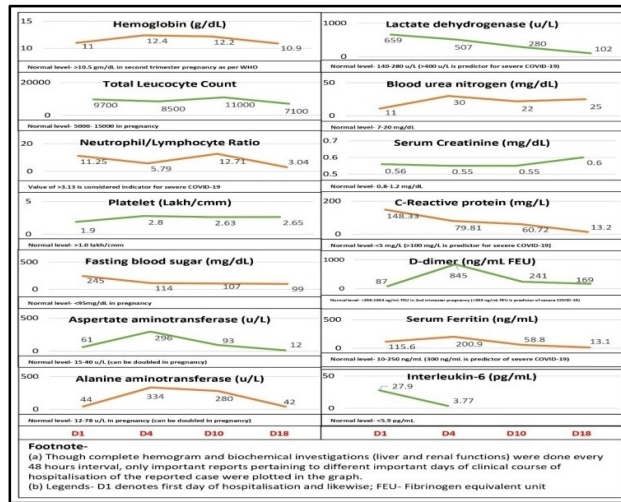 Hemoglobin (g/dL)
15
10
11
12.4
12.2
10.9
Normal level- >10.5 gm/dL in second trimester pregnancy as per WHO
Total Leucocyte Count
20000
0
9700
8500
11000
7100
Normal level- 5000- 15000 in pregnancy
Neutrophil/Lymphocyte Ratio
20
0
11.25
5.79
12.71
3.04
Value of >3.13 is considered indicator for severe COVID-19
Platelet (Lakh/cmm)
5
0
1.9
2.8
2.63
2.65
Normal level- >1.0 lakh/cmm
Fasting blood sugar (mg/dL)
500
0
245
114
107
99
Normal level- <95mg/dL in pregnancy
Aspertate aminotransferase (u/L)
500
0
61
296
93
12
Normal level- 15-40 u/L (can be doubled in pregnancy)
Alanine aminotransferase (u/L)
500
0
44
334
280
42
Normal level- 12-78 u/L in pregnancy (can be doubled in pregnancy)
D1 D4 D10 D18
Lactate dehydrogenase (u/L)
1000
0
659
507
280
102
Normal level- 140-280 u/L (>400 u/L is predictor for severe COVID-19)
Blood urea nitrogen (mg/dL)
50
0
11
30
22
25
Normal level- 7-20 mg/dL
Serum Creatinine (mg/dL)
0.7
0.6
0.5
0.56
0.55
0.55
0.6
Normal level- 0.8-1.2 mg/dL
C-Reactive protein (mg/L)
200
0
148.33
79.81
60.72
13.2
Normal level-<5 mg/L (>100 mg/L is predictor for severe COVID-19)
D-dimer (ng/mL FEU)
1000
0
87
845
241
169
Serum Ferritin (ng/mL)
500
0
115.6
200.9
58.8
13.1
Normal level- 10-250 ng/mL (300 ng/mL is predictor of severe COVID-19)
Interleukin-6 (pg/mL)
50
0
27.9
3.77
Normal level- <5.9 pg/mL
D1 D4 D10 D18
Footnote-
(a) Though complete hemogram and biochemical investigations (liver and renal functions) were done every
48 hours interval, only important reports pertaining to different important days of clinical course of
hospitalisation of the reported case were plotted in the graph.
(b) Legends- D1 denotes first day of hospitalisation and likewise; FEU- Fibrinogen equivalent unit